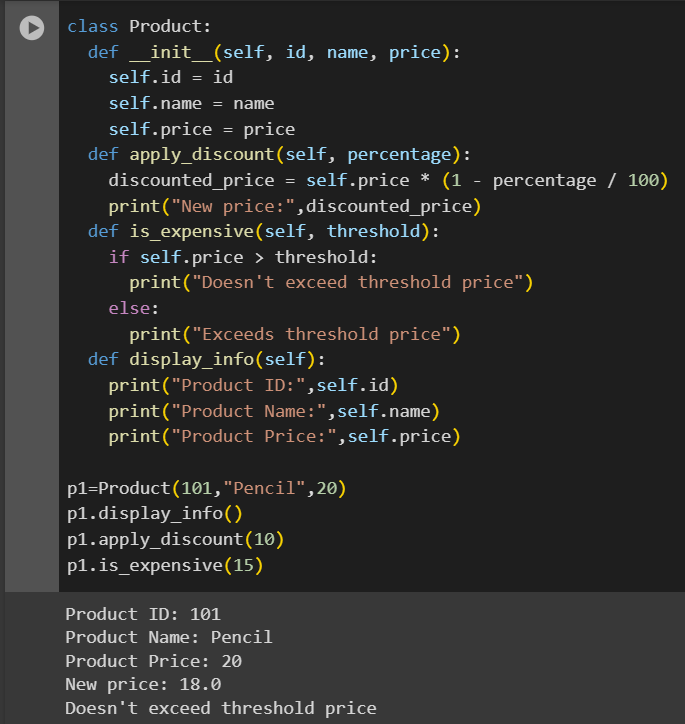 class Product:
  def __init__(self, id, name, price):
    self.id = id
    self.name = name
    self.price = price
  def apply_discount(self, percentage):
    discounted_price = self.price * (1 - percentage / 100)
    print("New price:",discounted_price)
  def is_expensive(self, threshold):
    if self.price > threshold:
      print("Doesn't exceed threshold price")
    else:
      print("Exceeds threshold price")
  def display_info(self):
    print("Product ID:",self.id)
    print("Product Name:",self.name)
    print("Product Price:",self.price)

p1=Product(101,"Pencil",20)
p1.display_info()
p1.apply_discount(10)
p1.is_expensive(15)
Product ID: 101
Product Name: Pencil
Product Price: 20
New price: 18.0
Doesn't exceed threshold price